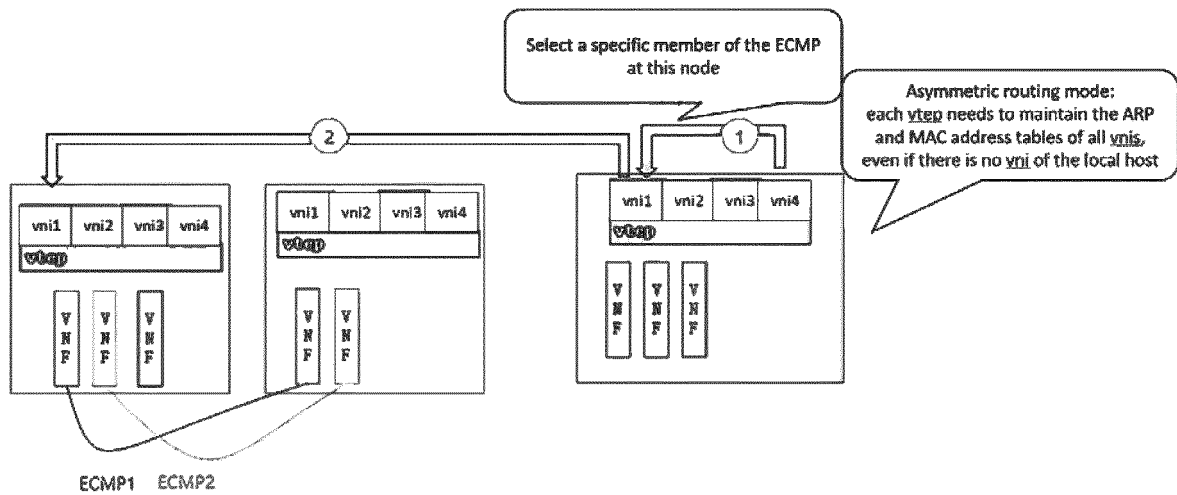 Select a specific member of the ECMP
at this node
Asymmetric routing mode:
each vtep needs to maintain the ARP
and MAC address tables of all vnis,
even if there is no vni of the local host
2
1
vni1 vni2 vni3 vni4
vtep
vni1 vni2 vni3 vni4
vtep
vni1 vni2 vni3 vni4
vtep
VNF VNF VNF
VNF VNF
VNF VNF VNF
ECMP1 ECMP2